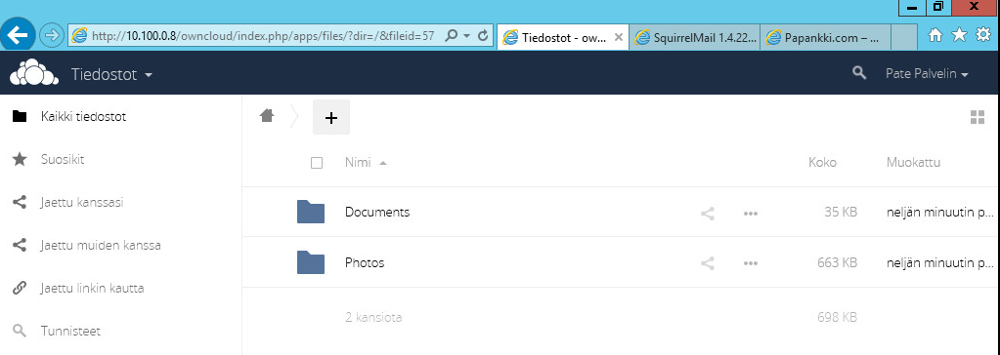 http://10.100.0.8/owncloud/index.php/apps/files/?dir=/&fileid=57
Tiedostot - ow...
SquirrelMail 1.4.22...
Papankki.com – ...
Tiedostot
Pate Palvelin
Kaikki tiedostot
Suosikit
Jaettu kanssasi
Jaettu muiden kanssa
Jaettu linkin kautta
Tunnisteet
Nimi Koko Muokattu
Documents 35 KB neljän minuutin p...
Photos 663 KB neljän minuutin p...
2 kansiota 698 KB